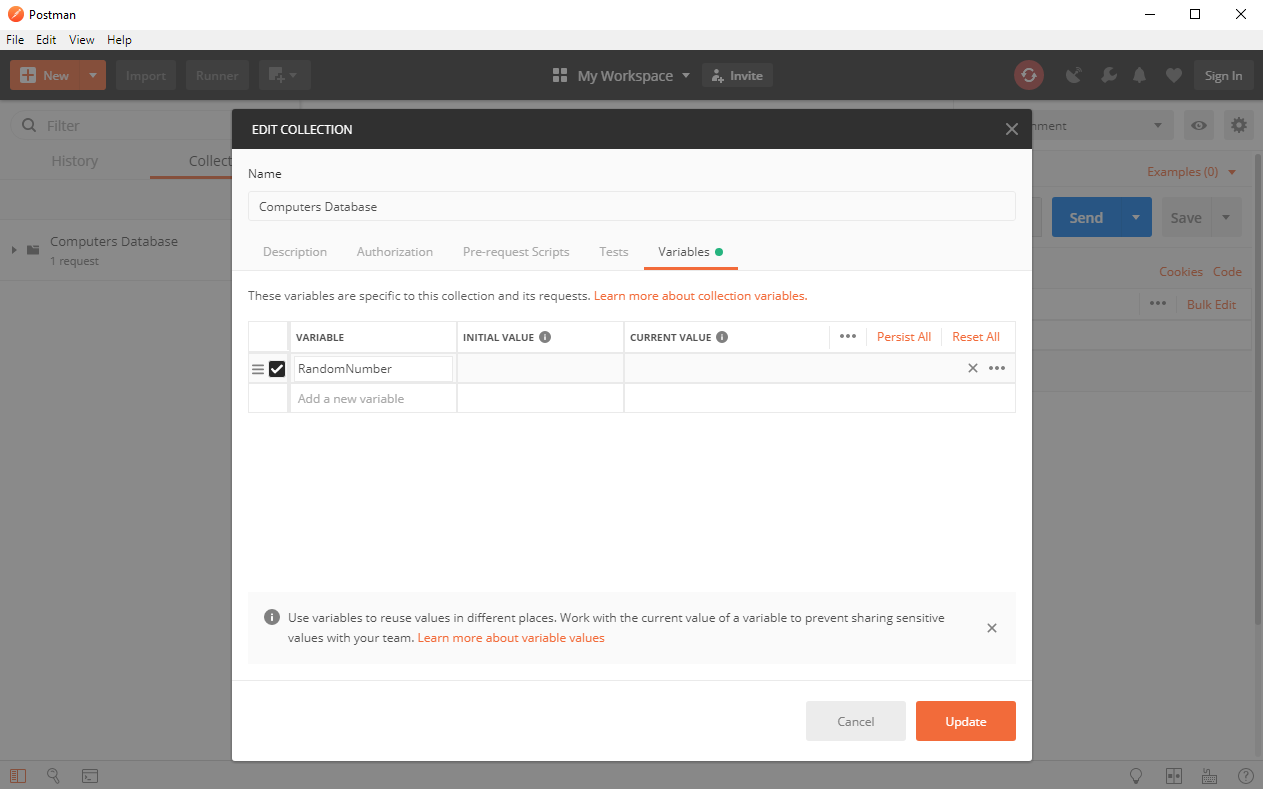 Postman
File Edit View Help
New Import Runner My Workspace Invite Sign In
Filter
History Collect
Computers Database
1 request
nment
Examples (0)
Send Save
Cookies Code
Bulk Edit
EDIT COLLECTION
Name
Computers Database
Description Authorization Pre-request Scripts Tests Variables
These variables are specific to this collection and its requests. Learn more about collection variables.
VARIABLE INITIAL VALUE CURRENT VALUE Persist All Reset All
RandomNumber
Add a new variable
Use variables to reuse values in different places. Work with the current value of a variable to prevent sharing sensitive
values with your team. Learn more about variable values
Cancel Update